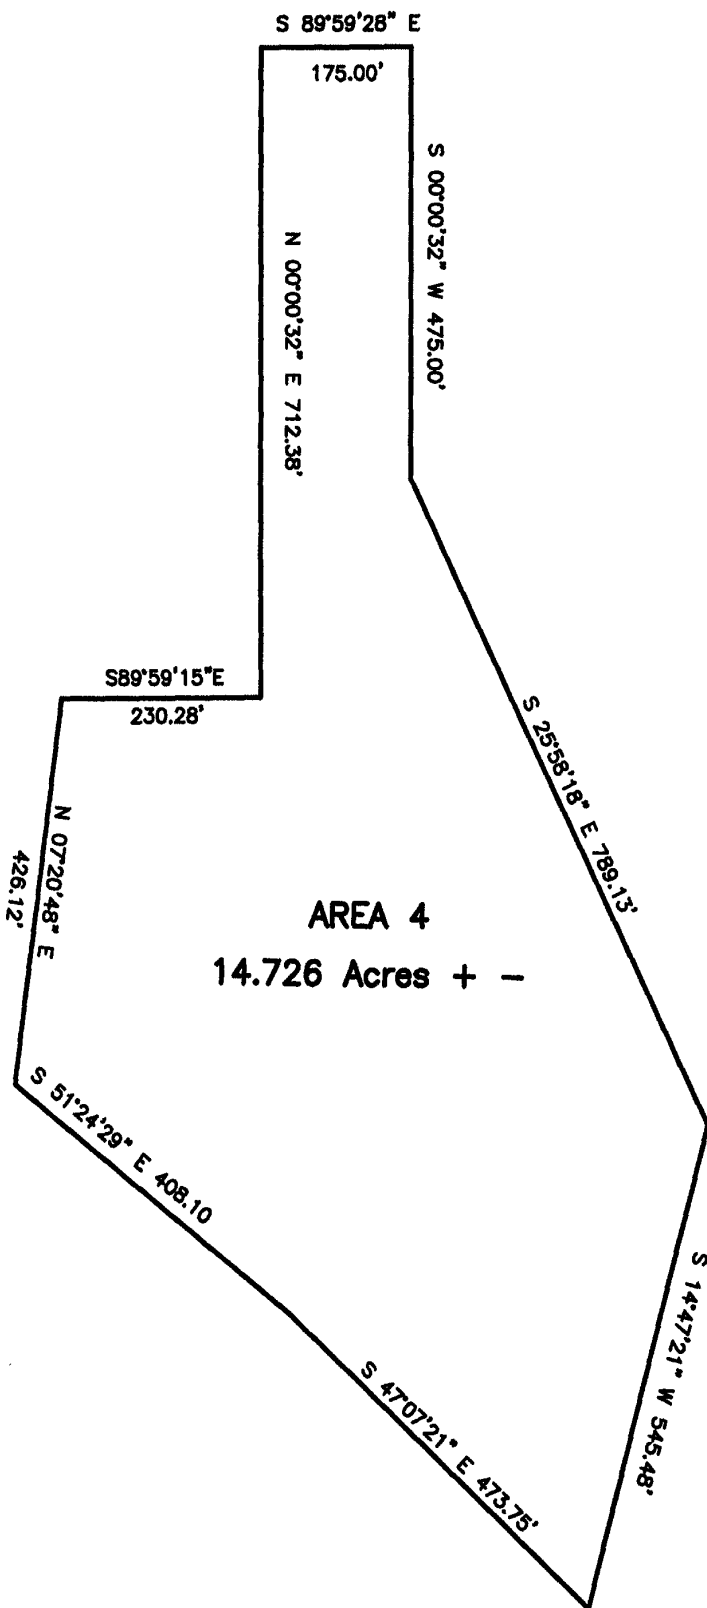 S 89°59'28" E
175.00'
S 00°00'32" W 475.00'
N 00°00'32" E 712.38'
S89°59'15"E
230.28'
S 25°58'18" E 789.13'
N 07°20'48" E
426.12'
AREA 4
14.726 Acres + -
S 51°24'29" E 408.10
S 14°47'21" W 545.48'
S 47°07'21" E 473.75'